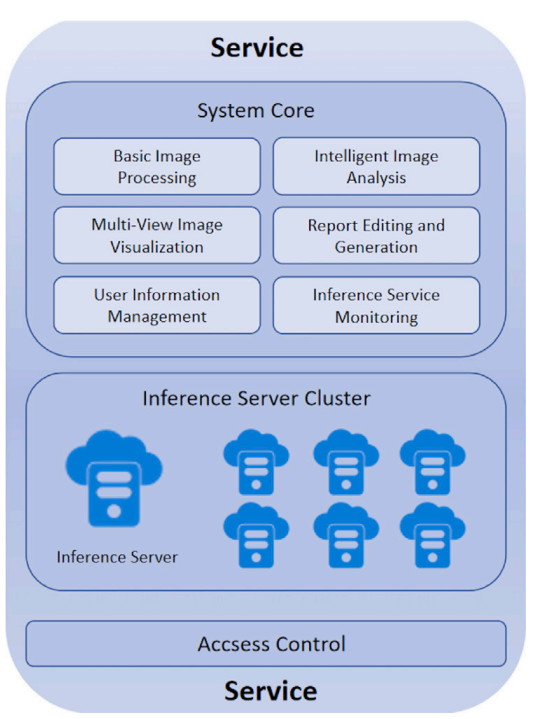 Service
System Core
Basic Image
Processing
Intelligent Image
Analysis
Multi-View Image
Visualization
Report Editing and
Generation
User Information
Management
Inference Service
Monitoring
Inference Server Cluster
Inference Server
Accsess Control
Service